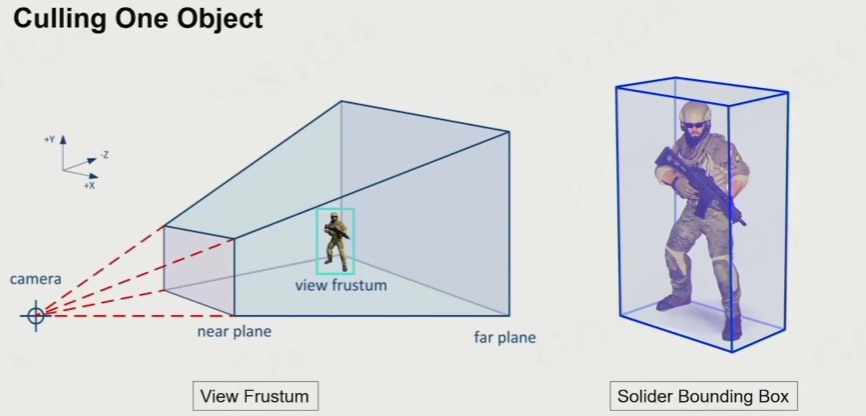 Culling One Object
+Y
-Z
+X
camera
view frustum
near plane
far plane
View Frustum
Solider Bounding Box